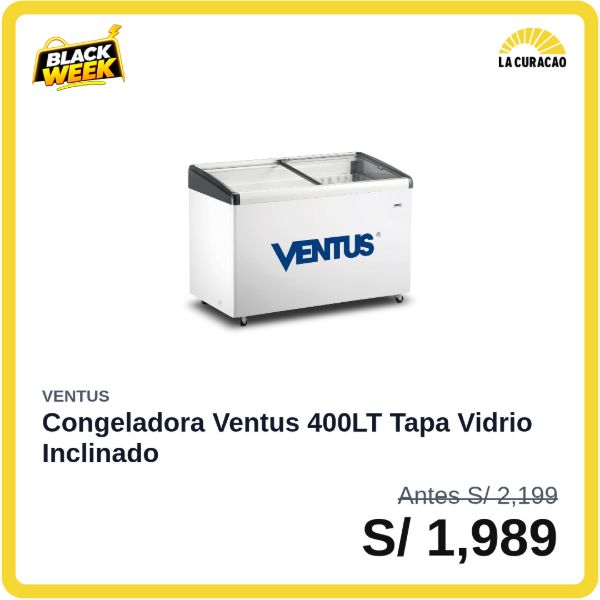 BLACK
WEEK
LA CURACAO
VENTUS®
VENTUS
Congeladora Ventus 400LT Tapa Vidrio
Inclinado
Antes S/ 2,199
S/ 1,989